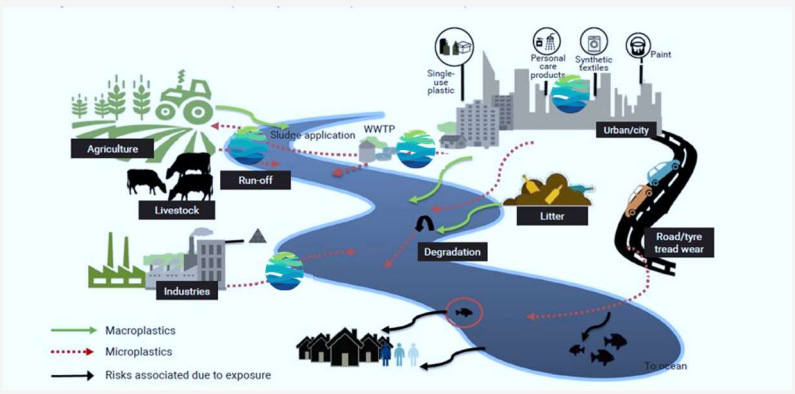 Single-
use
plastic
Personal
care
products
Synthetic
textiles
Paint
Urban/city
WWTP
Sludge application
Agriculture
Run-off
Livestock
Litter
Road/tyre
tread wear
Degradation
Industries
Macroplastics
Microplastics
Risks associated due to exposure
To ocean